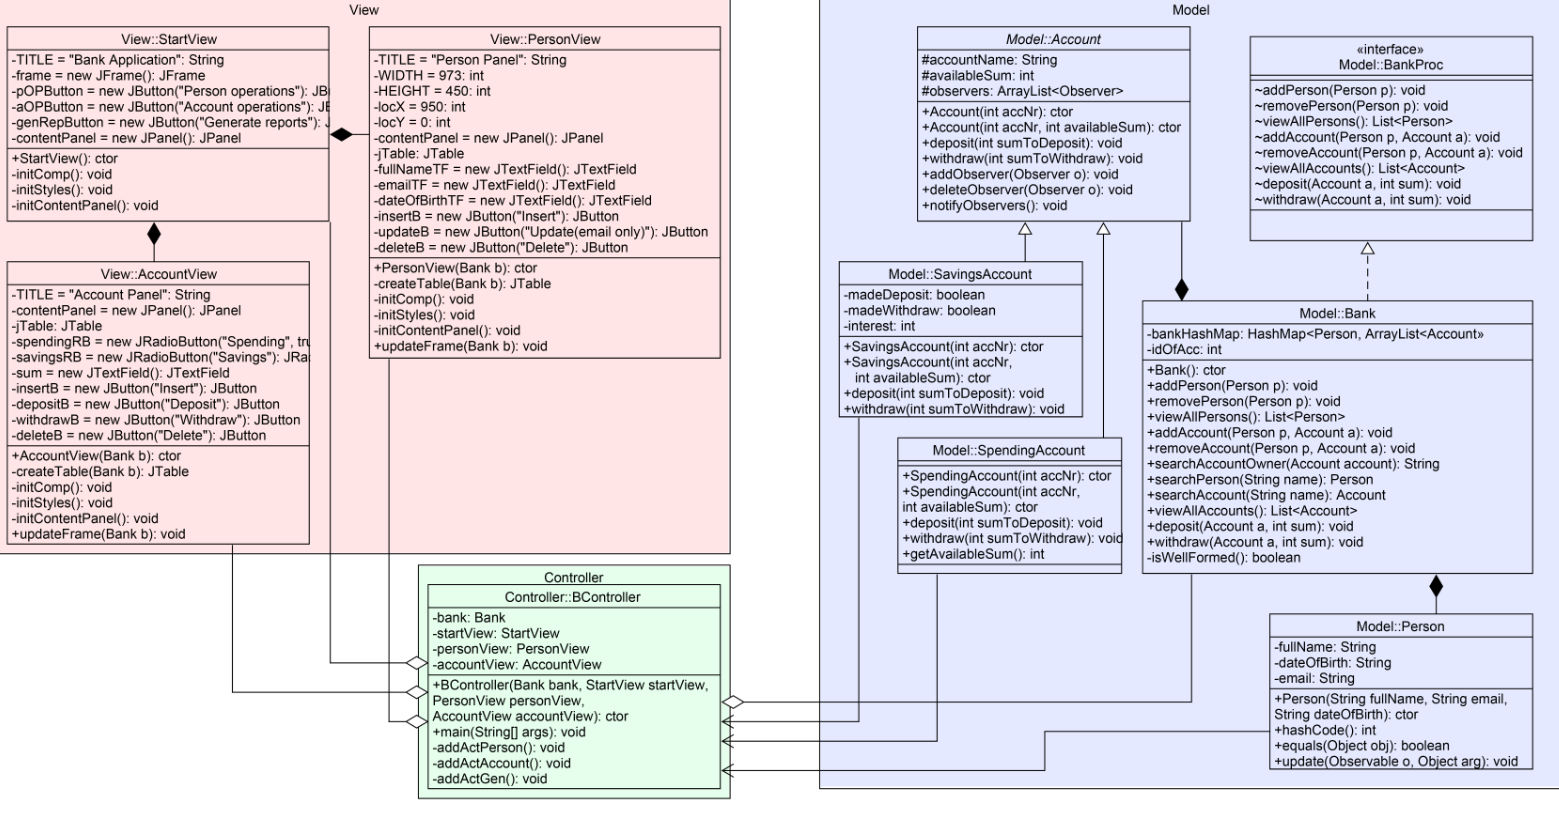 View
View::StartView
-TITLE = "Bank Application": String
-frame = new JFrame(): JFrame
-pOPButton = new JButton("Person operations"): JB
-aOPButton = new JButton("Account operations"): JE
-genRepButton = new JButton("Generate reports"): J
-contentPanel = new JPanel(): JPanel
+StartView(): ctor
-initComp(): void
-initStyles(): void
-initContentPanel(): void
View::PersonView
-TITLE = "Person Panel": String
-WIDTH = 973: int
-HEIGHT = 450: int
-locX = 950: int
-locY = 0: int
-contentPanel = new JPanel(): JPanel
-jTable: JTable
-fullNameTF = new JTextField(): JTextField
-emailTF = new JTextField(): JTextField
-dateOfBirthTF = new JTextField(): JTextField
-insertB = new JButton("Insert"): JButton
-updateB = new JButton("Update(email only)"): JButton
-deleteB = new JButton("Delete"): JButton
+PersonView(Bank b): ctor
-createTable(Bank b): JTable
-initComp(): void
-initStyles(): void
-initContentPanel(): void
+updateFrame(Bank b): void
View::AccountView
-TITLE = "Account Panel": String
-contentPanel = new JPanel(): JPanel
-jTable: JTable
-spendingRB = new JRadioButton("Spending", tru
-savingsRB = new JRadioButton("Savings"): JRa
-sum = new JTextField(): JTextField
-insertB = new JButton("Insert"): JButton
-depositB = new JButton("Deposit"): JButton
-withdrawB = new JButton("Withdraw"): JButton
-deleteB = new JButton("Delete"): JButton
+AccountView(Bank b): ctor
-createTable(Bank b): JTable
-initComp(): void
-initStyles(): void
-initContentPanel(): void
+updateFrame(Bank b): void
Controller
Controller::BController
-bank: Bank
-startView: StartView
-personView: PersonView
-accountView: AccountView
+BController(Bank bank, StartView startView,
PersonView personView,
AccountView accountView): ctor
+main(String[] args): void
-addActPerson(): void
-addActAccount(): void
-addActGen(): void
Model
Model::Account
#accountName: String
#availableSum: int
#observers: ArrayList<Observer>
+Account(int accNr): ctor
+Account(int accNr, int availableSum): ctor
+deposit(int sumToDeposit): void
+withdraw(int sumToWithdraw): void
+addObserver(Observer o): void
+deleteObserver(Observer o): void
+notifyObservers(): void
«interface»
Model::BankProc
~addPerson(Person p): void
~removePerson(Person p): void
~viewAllPersons(): List<Person>
~addAccount(Person p, Account a): void
~removeAccount(Person p, Account a): void
~viewAllAccounts(): List<Account>
~deposit(Account a, int sum): void
~withdraw(Account a, int sum): void
Model::SavingsAccount
-madeDeposit: boolean
-madeWithdraw: boolean
-interest: int
+SavingsAccount(int accNr): ctor
+SavingsAccount(int accNr,
int availableSum): ctor
+deposit(int sumToDeposit): void
+withdraw(int sumToWithdraw): void
Model::SpendingAccount
+SpendingAccount(int accNr): ctor
+SpendingAccount(int accNr,
int availableSum): ctor
+deposit(int sumToDeposit): void
+withdraw(int sumToWithdraw): void
+getAvailableSum(): int
Model::Bank
-bankHashMap: HashMap<Person, ArrayList<Account»
-idOfAcc: int
+Bank(): ctor
+addPerson(Person p): void
+removePerson(Person p): void
+viewAllPersons(): List<Person>
+addAccount(Person p, Account a): void
+removeAccount(Person p, Account a): void
+searchAccountOwner(Account account): String
+searchPerson(String name): Person
+searchAccount(String name): Account
+viewAllAccounts(): List<Account>
+deposit(Account a, int sum): void
+withdraw(Account a, int sum): void
-isWellFormed(): boolean
Model::Person
-fullName: String
-dateOfBirth: String
-email: String
+Person(String fullName, String email,
String dateOfBirth): ctor
+hashCode(): int
+equals(Object obj): boolean
+update(Observable o, Object arg): void